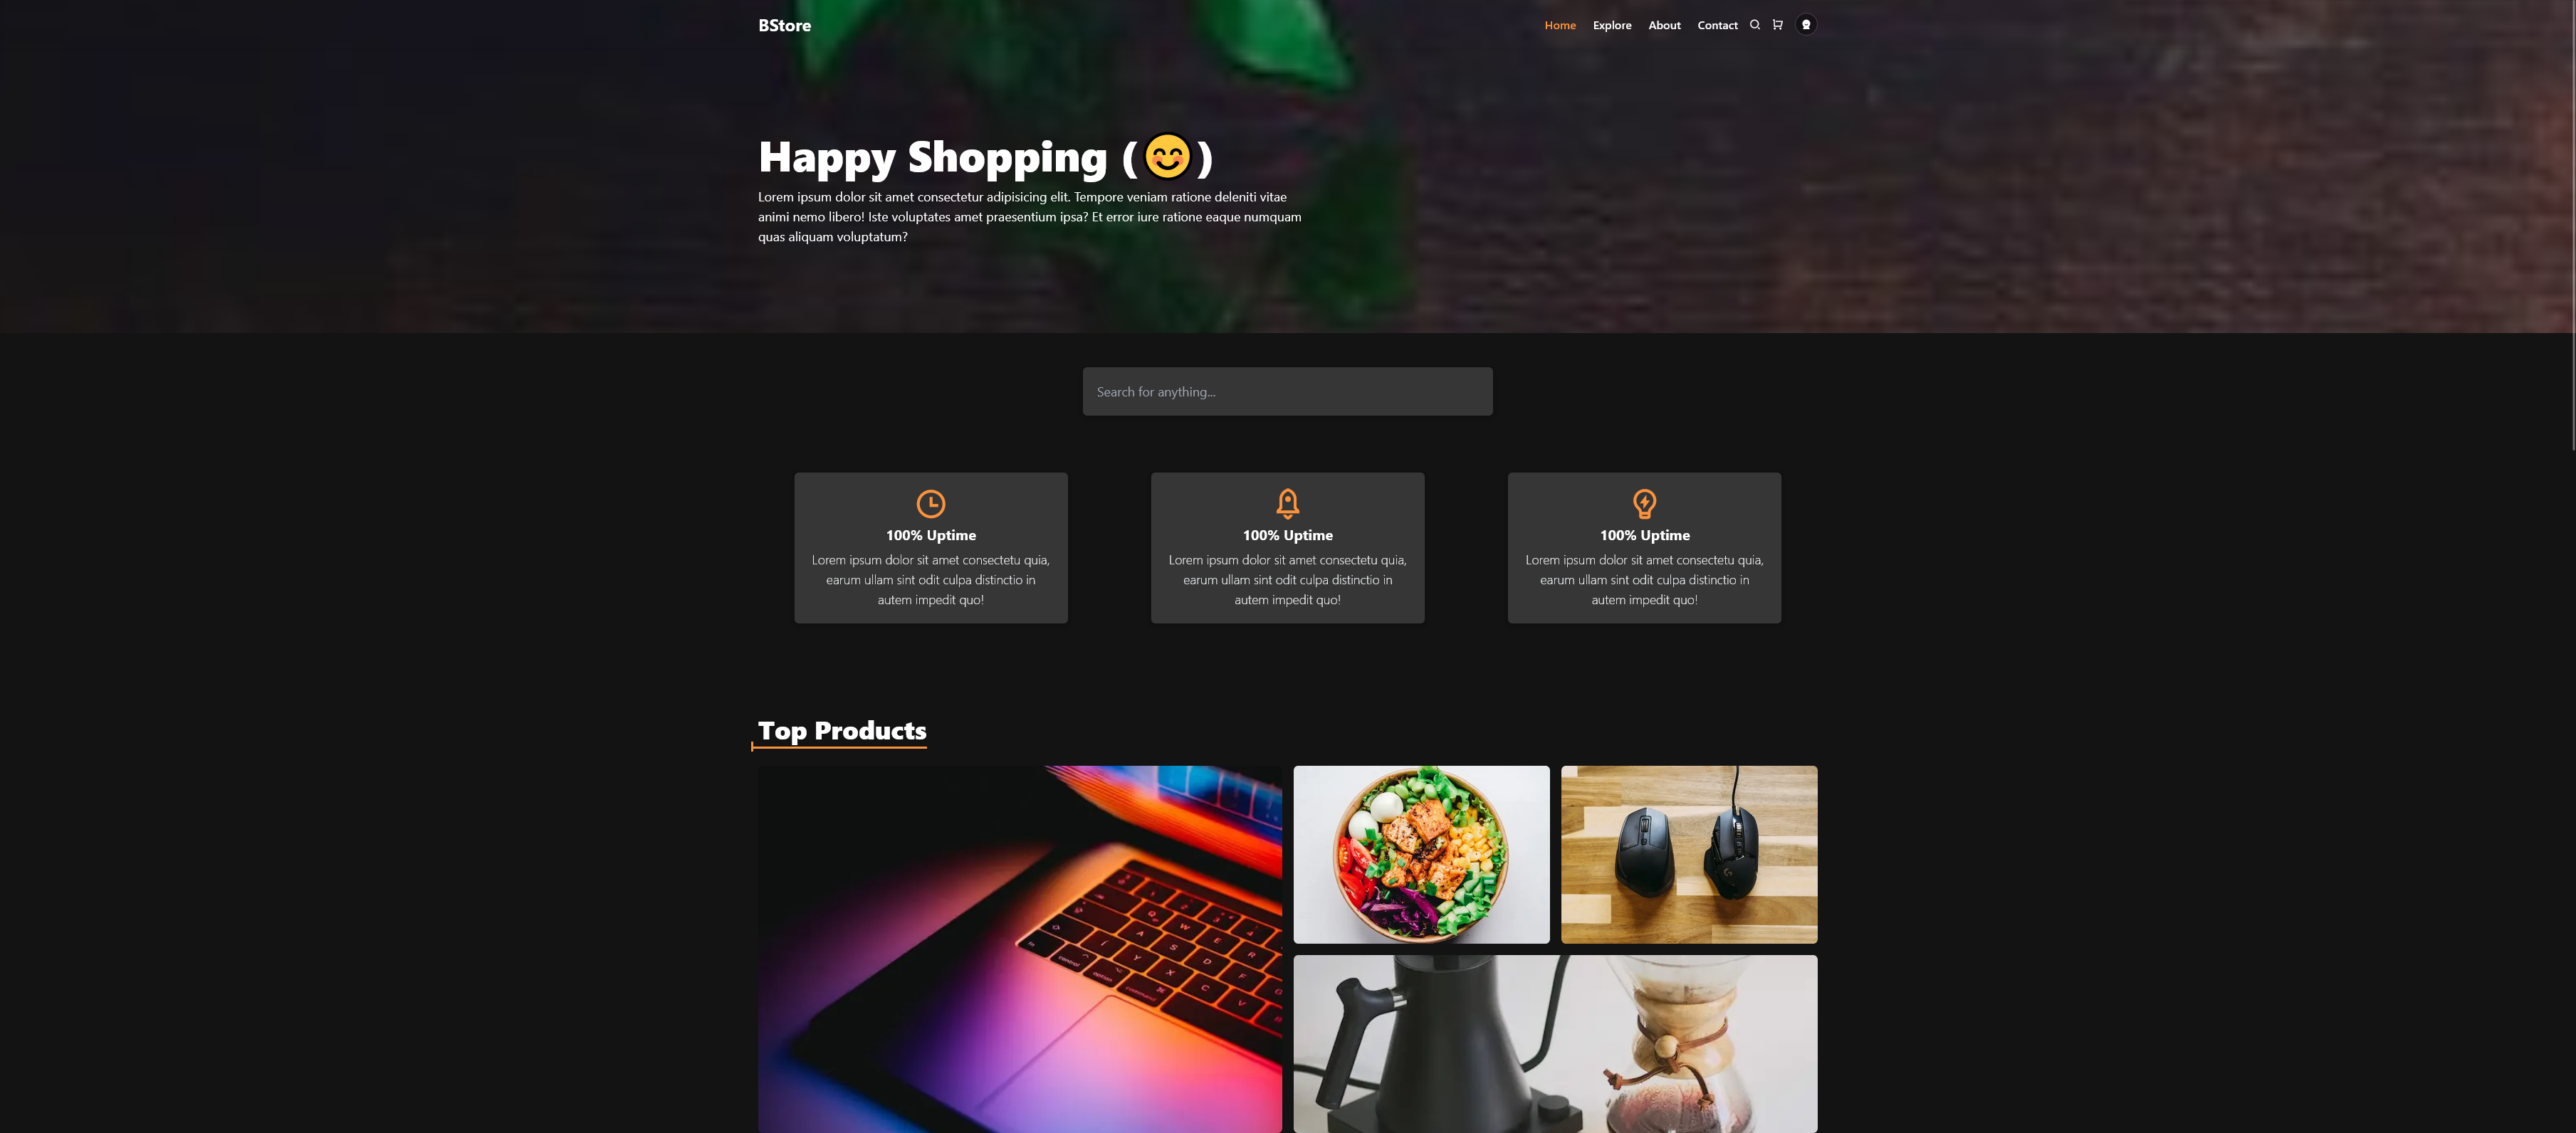 BStore
Home Explore About Contact
Happy Shopping (😊)
Lorem ipsum dolor sit amet consectetur adipisicing elit. Tempore veniam ratione deleniti vitae
animi nemo libero! Iste voluptates amet praesentium ipsa? Et error iure ratione eaque numquam
quas aliquam voluptatum?
Search for anything...
100% Uptime
Lorem ipsum dolor sit amet consectetu quia,
earum ullam sint odit culpa distinctio in
autem impedit quo!
100% Uptime
Lorem ipsum dolor sit amet consectetu quia,
earum ullam sint odit culpa distinctio in
autem impedit quo!
100% Uptime
Lorem ipsum dolor sit amet consectetu quia,
earum ullam sint odit culpa distinctio in
autem impedit quo!
Top Products
control option command